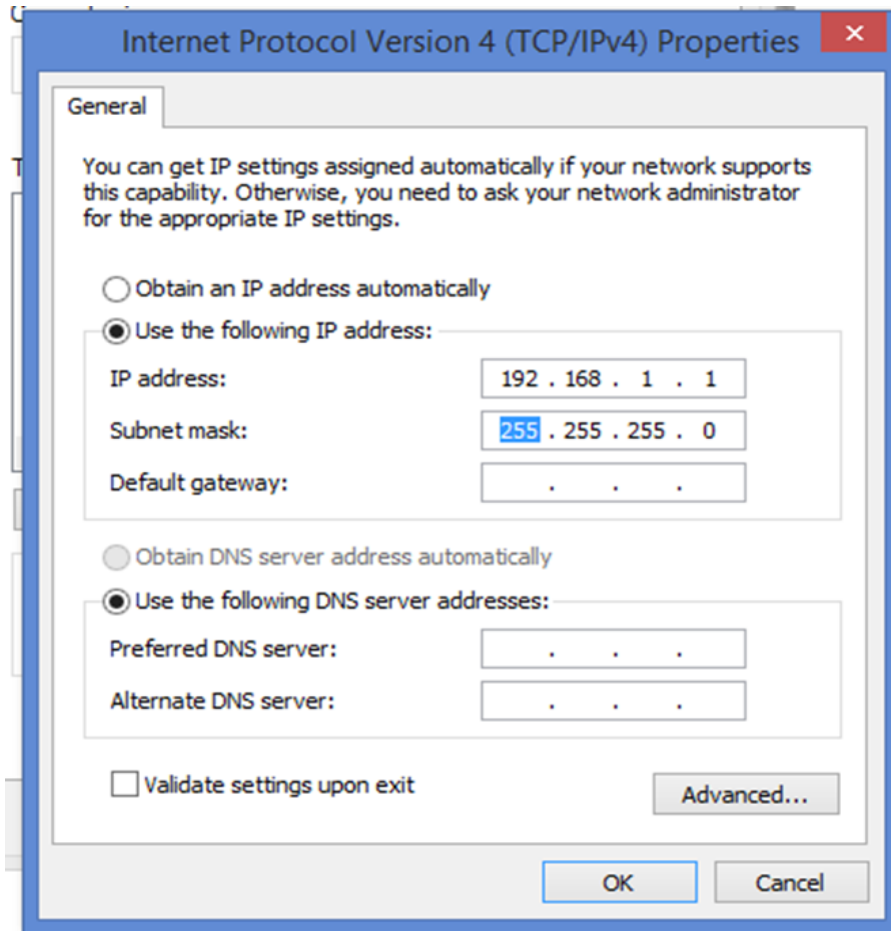 Internet Protocol Version 4 (TCP/IPv4) Properties
General
You can get IP settings assigned automatically if your network supports
this capability. Otherwise, you need to ask your network administrator
for the appropriate IP settings.
Obtain an IP address automatically
Use the following IP address:
IP address: 192 . 168 . 1 . 1
Subnet mask: 255 . 255 . 255 . 0
Default gateway: . . .
Obtain DNS server address automatically
Use the following DNS server addresses:
Preferred DNS server: . . .
Alternate DNS server: . . .
Validate settings upon exit
Advanced...
OK Cancel